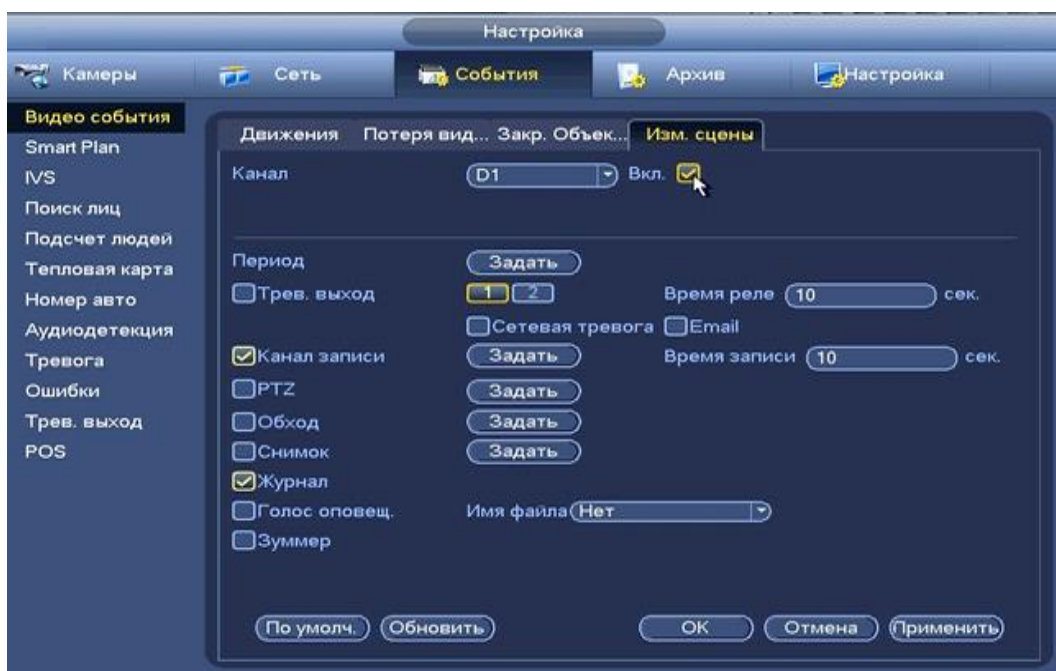 Настройка
Камеры Сеть События Архив Настройка
Видео события
Smart Plan
IVS
Поиск лиц
Подсчет людей
Тепловая карта
Номер авто
Аудиодетекция
Тревога
Ошибки
Трев. выход
POS
Движения Потеря вид... Закр. Объек... Изм. сцены
Канал D1 Вкл.
Период Задать
Трев. выход 1 2 Время реле 10 сек.
Сетевая тревога Email
Канал записи Задать Время записи 10 сек.
PTZ Задать
Обход Задать
Снимок Задать
Журнал
Голос оповещ. Имя файла Нет
Зуммер
По умолч. Обновить OK Отмена Применить